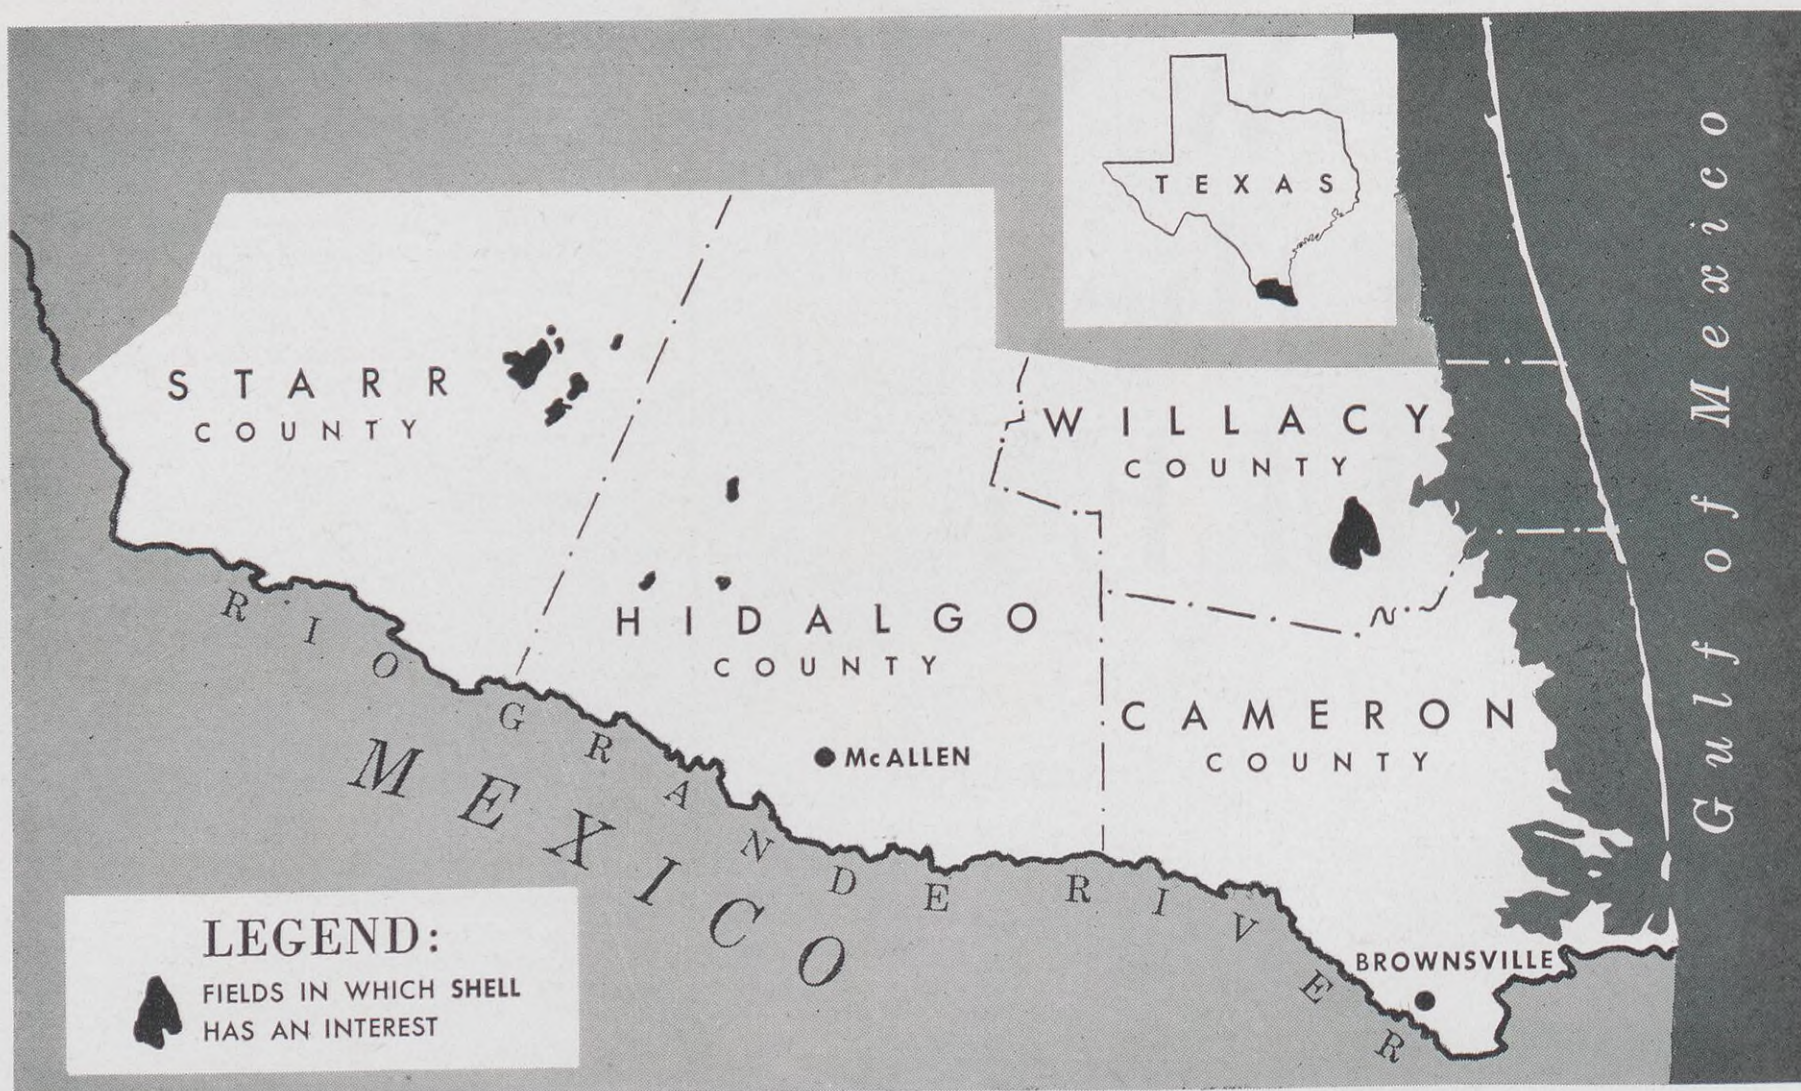 TEXAS
Gulf of Mexico
STARR
COUNTY
WILLACY
COUNTY
HIDALGO
COUNTY
CAMERON
COUNTY
McALLEN
RIO GRANDE RIVER
MEXICO
BROWNSVILLE
LEGEND:
FIELDS IN WHICH SHELL
HAS AN INTEREST